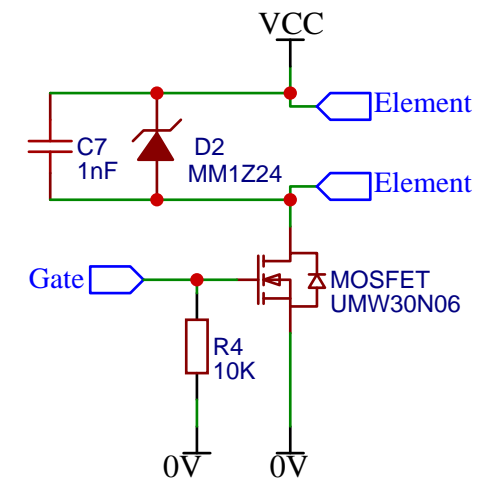 VCC
Element
C7
1nF
D2
MM1Z24
Element
Gate
MOSFET
UMW30N06
R4
10K
0V
0V